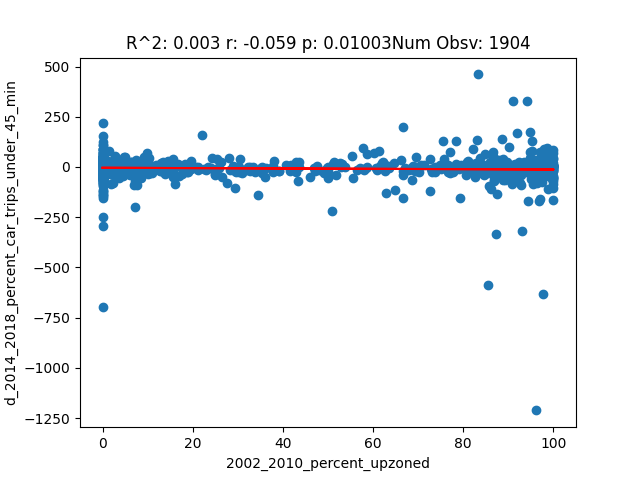 R^2: 0.003 r: -0.059 p: 0.01003Num Obsv: 1904
500
250
0
−250
−500
−750
−1000
−1250
d_2014_2018_percent_car_trips_under_45_min
0 20 40 60 80 100
2002_2010_percent_upzoned